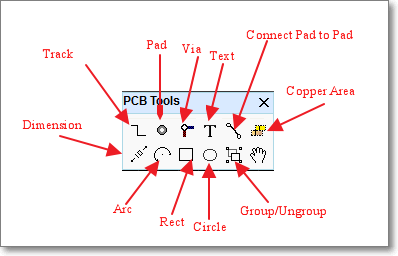 Connect Pad to Pad
Pad
Via
Track
Text
Copper Area
PCB Tools
Dimension
T
Arc
Rect
Circle
Group/Ungroup